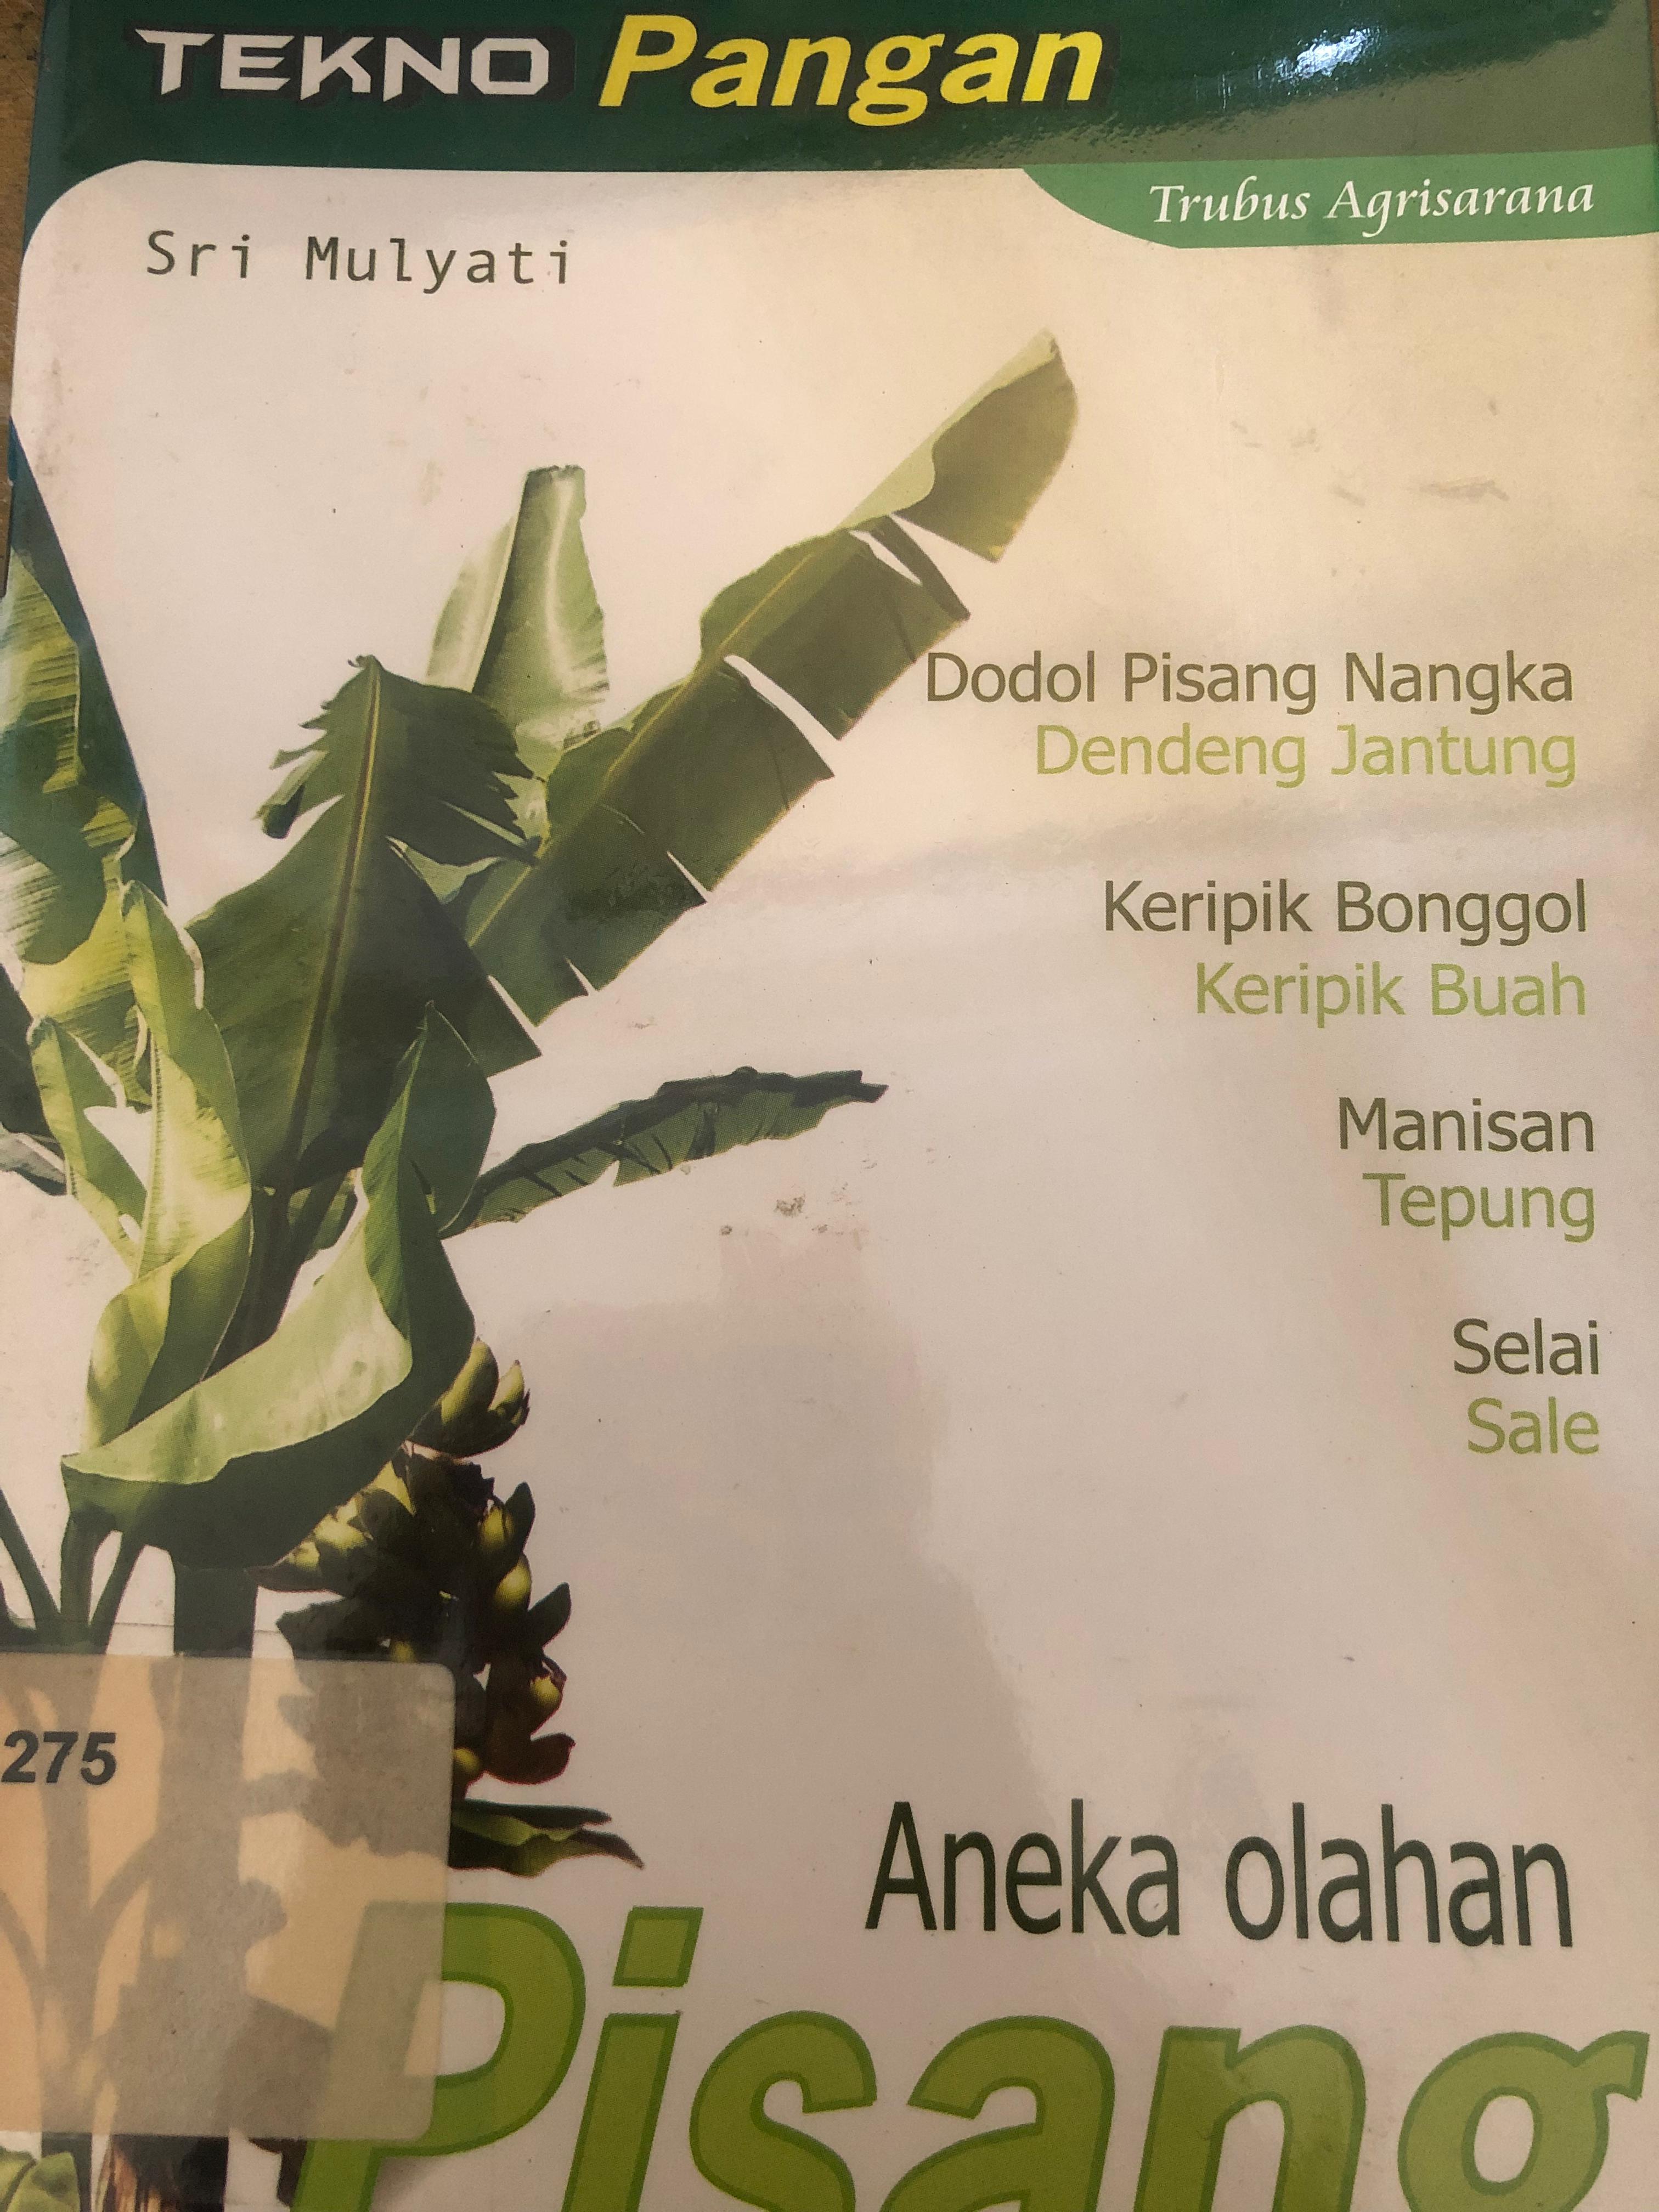 TEKNO Pangan
Trubus Agrisarana
Sri Mulyati
Dodol Pisang Nangka
Dendeng Jantung
Keripik Bonggol
Keripik Buah
Manisan
Tepung
Selai
Sale
275
Aneka olahan
Pisang